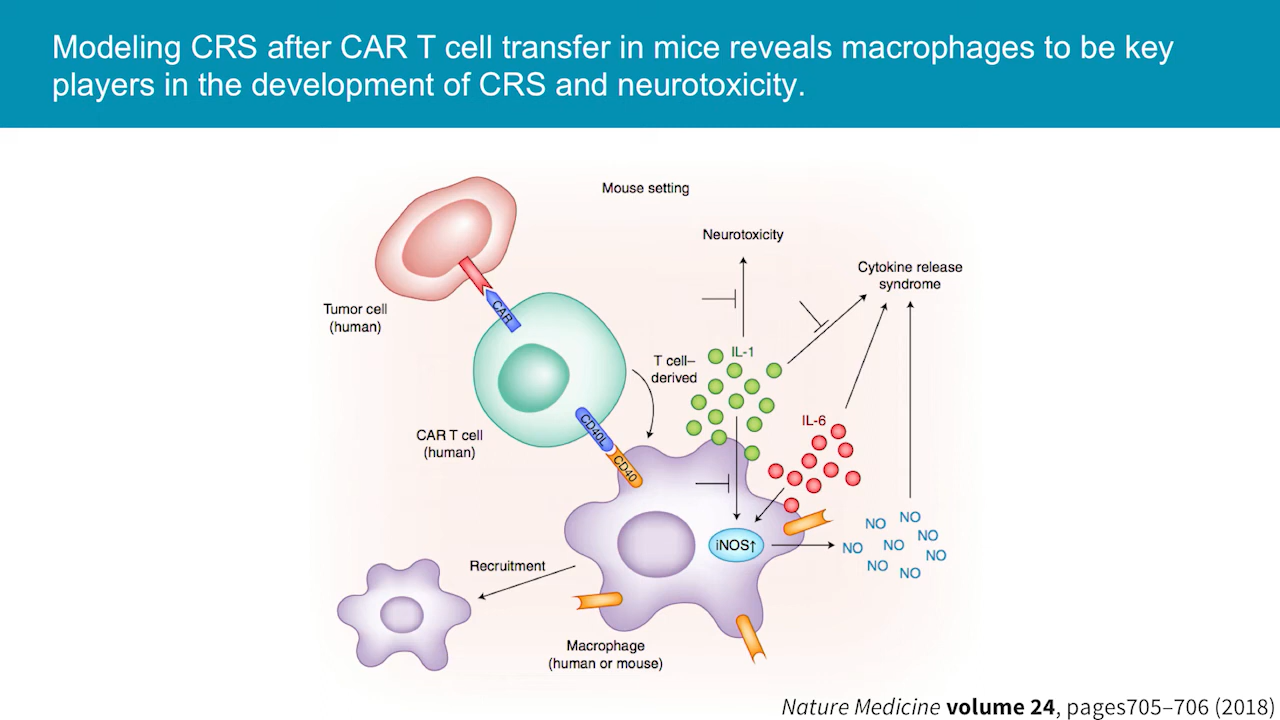 Modeling CRS after CAR T cell transfer in mice reveals macrophages to be key
players in the development of CRS and neurotoxicity.
Mouse setting
Neurotoxicity
Cytokine release
syndrome
Tumor cell
(human)
CAR
T cell–
derived
IL-1
CAR T cell
(human)
CD40L
CD40
IL-6
iNOS↑
NO
NO
NO
NO
NO
NO
NO
NO
Recruitment
Macrophage
(human or mouse)
Nature Medicine volume 24, pages705–706 (2018)